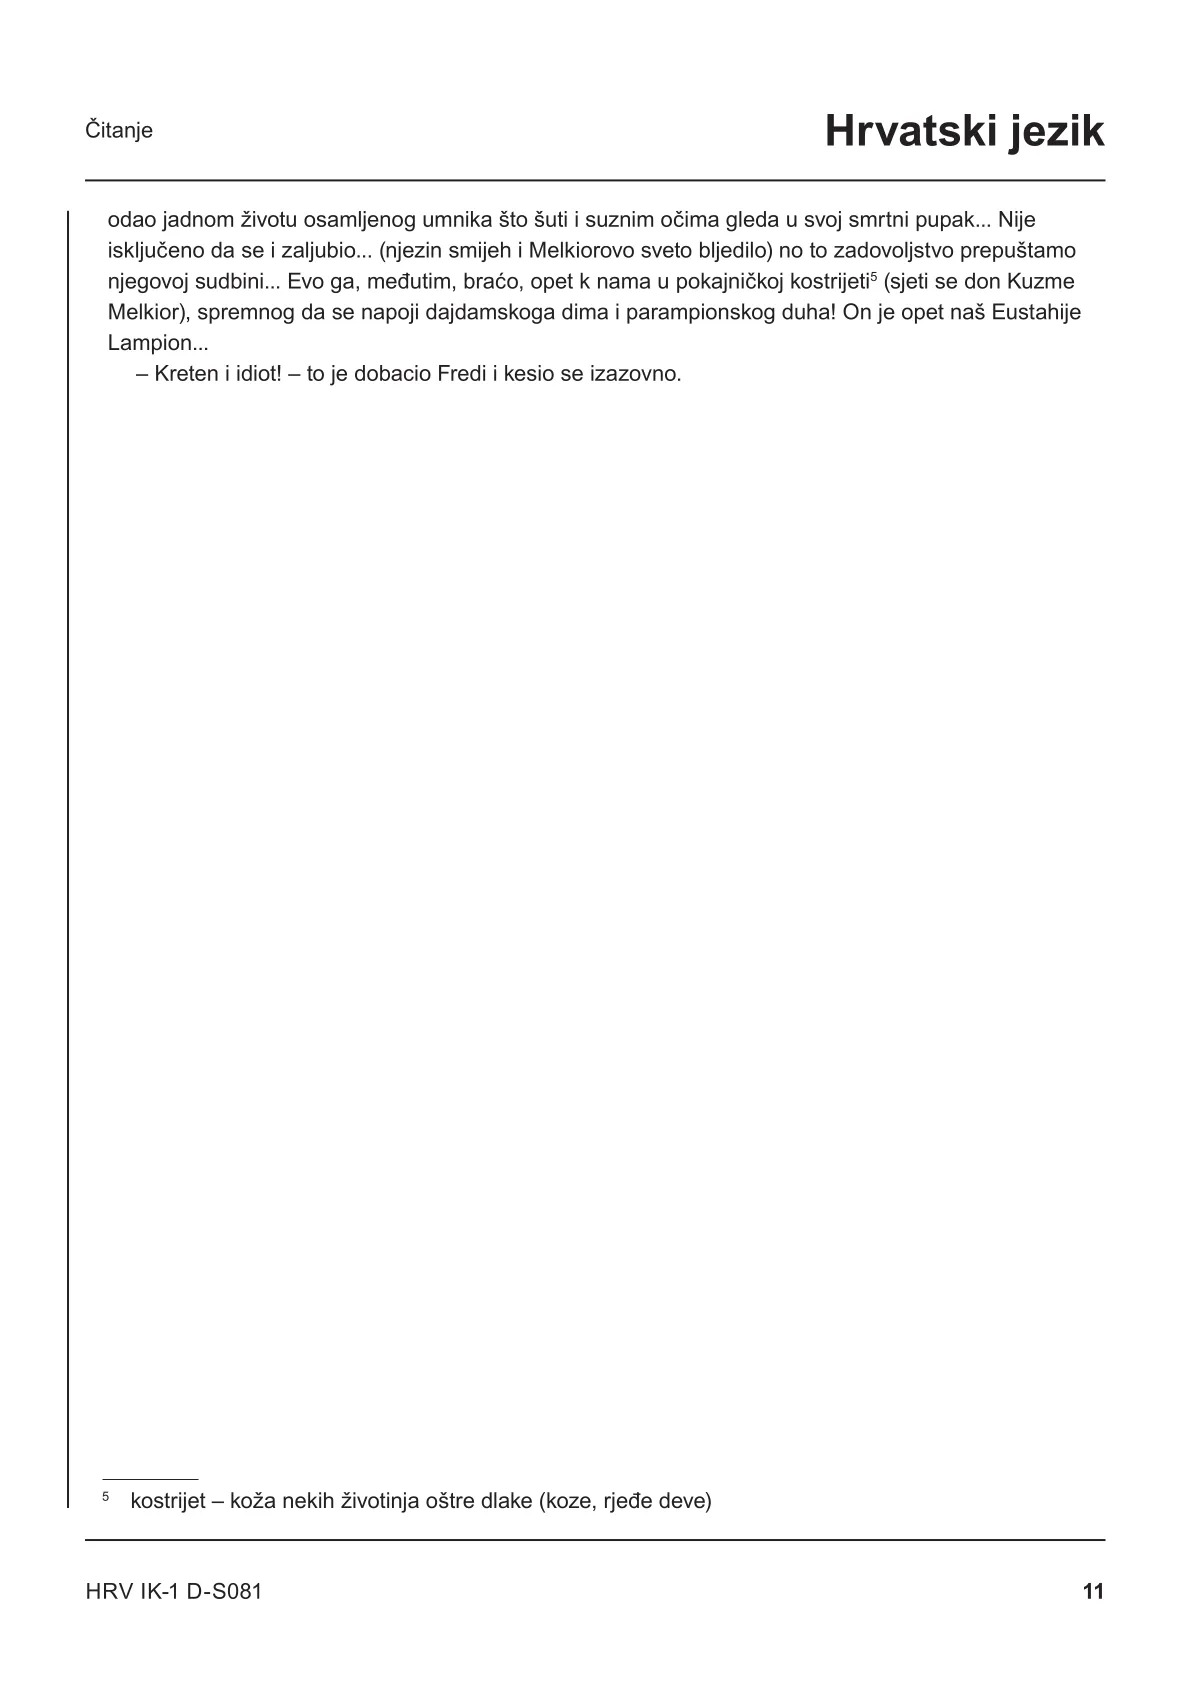 Čitanje
Hrvatski jezik
odao jadnom životu osamljenog umnika što šuti i suznim očima gleda u svoj smrtni pupak... Nije
isključeno da se i zaljubio... (njezin smijeh i Melkiorovo sveto bljedilo) no to zadovoljstvo prepuštamo
njegovoj sudbini... Evo ga, međutim, braćo, opet k nama u pokajničkoj kostrijeti⁵ (sjeti se don Kuzme
Melkior), spremnog da se napoji dajdamskoga dima i parampionskog duha! On je opet naš Eustahije
Lampion...
– Kreten i idiot! – to je dobacio Fredi i kesio se izazovno.
⁵ kostrijet – koža nekih životinja oštre dlake (koze, rjeđe deve)
HRV IK-1 D-S081
11